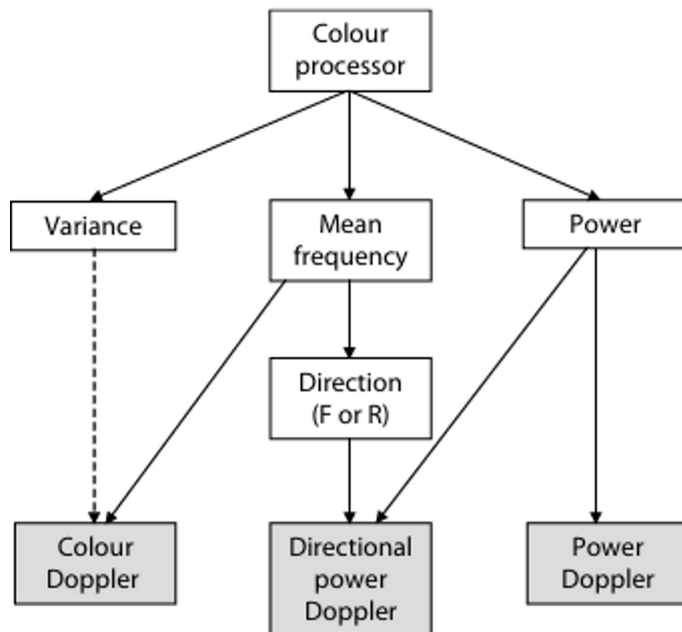 Colour
processor
Variance
Mean
frequency
Power
Direction
(F or R)
Colour
Doppler
Directional
power
Doppler
Power
Doppler